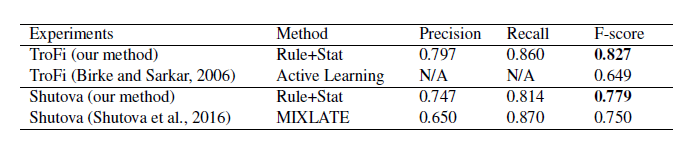 Experiments Method Precision Recall F-score
TroFi (our method) Rule+Stat 0.797 0.860 0.827
TroFi (Birke and Sarkar, 2006) Active Learning N/A N/A 0.649
Shutova (our method) Rule+Stat 0.747 0.814 0.779
Shutova (Shutova et al., 2016) MIXLATE 0.650 0.870 0.750